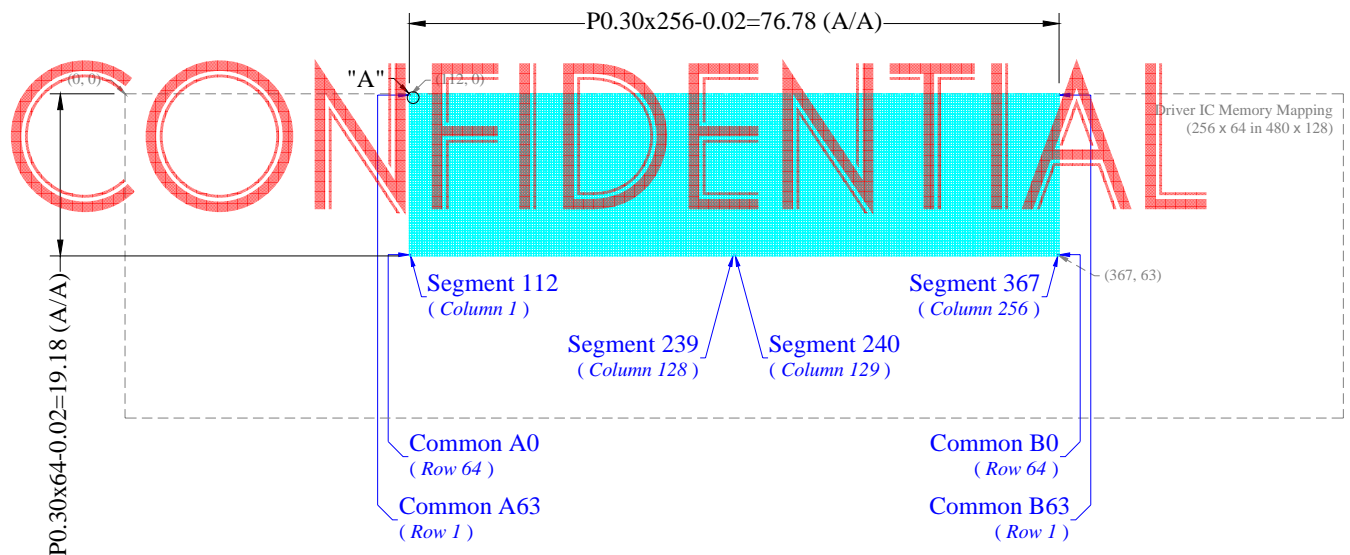 P0.30x256-0.02=76.78 (A/A)
CONFIDENTIAL
(0, 0)
"A"
(112, 0)
Driver IC Memory Mapping
(256 x 64 in 480 x 128)
P0.30x64-0.02=19.18 (A/A)
(367, 63)
Segment 112
( Column 1 )
Segment 367
( Column 256 )
Segment 239
( Column 128 )
Segment 240
( Column 129 )
Common A0
( Row 64 )
Common B0
( Row 64 )
Common A63
( Row 1 )
Common B63
( Row 1 )